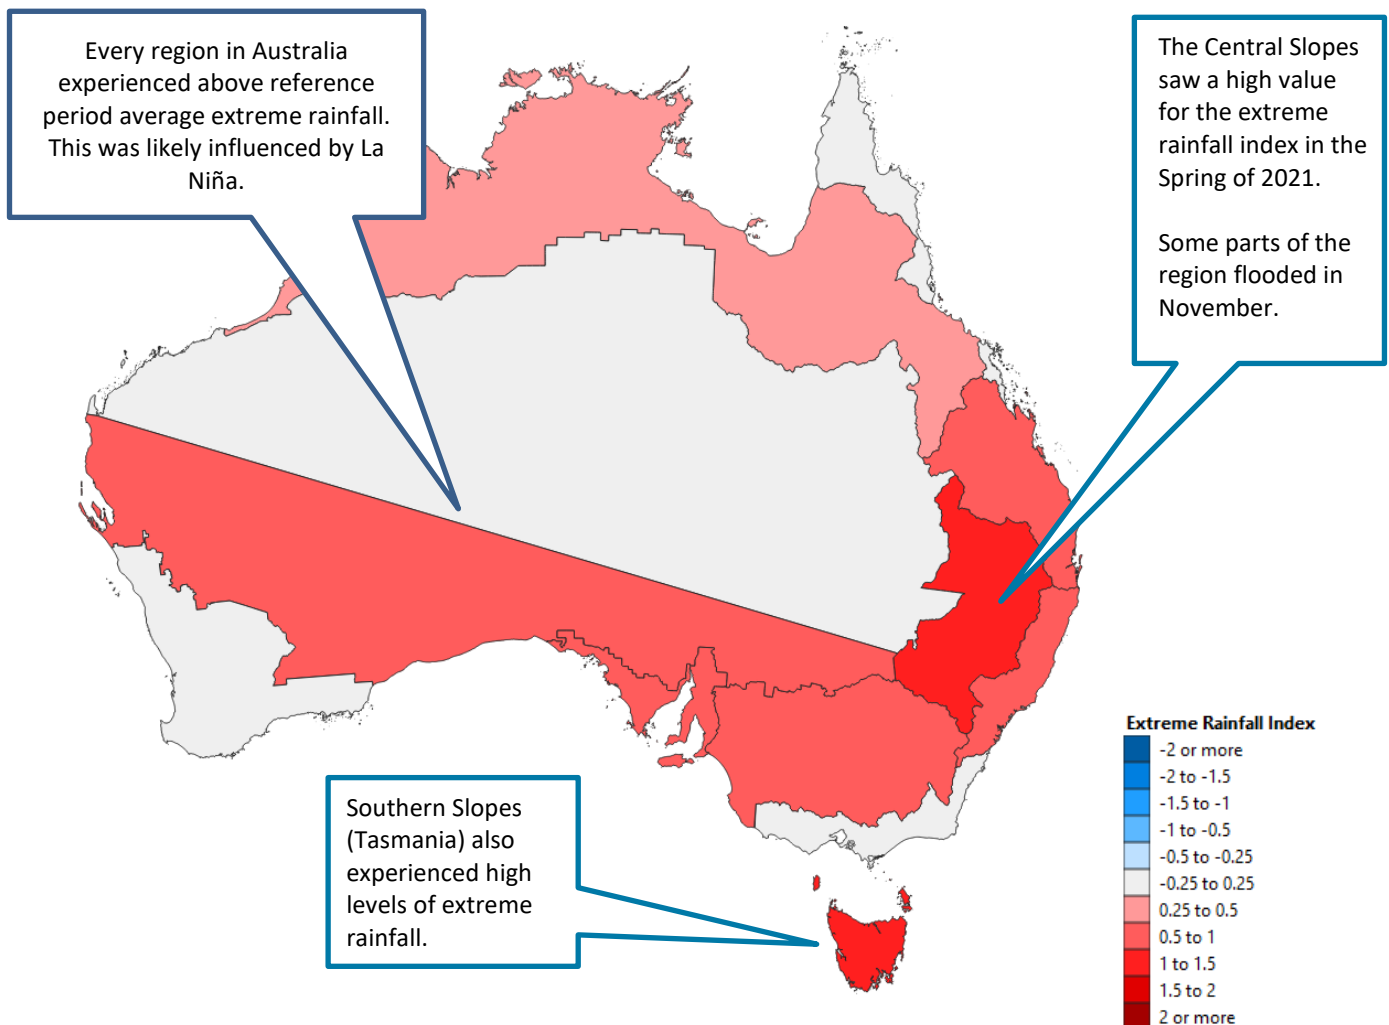 Every region in Australia
experienced above reference
period average extreme rainfall.
This was likely influenced by La
Niña.
The Central Slopes
saw a high value
for the extreme
rainfall index in the
Spring of 2021.
Some parts of the
region flooded in
November.
Southern Slopes
(Tasmania) also
experienced high
levels of extreme
rainfall.
Extreme Rainfall Index
-2 or more
-2 to -1.5
-1.5 to -1
-1 to -0.5
-0.5 to -0.25
-0.25 to 0.25
0.25 to 0.5
0.5 to 1
1 to 1.5
1.5 to 2
2 or more